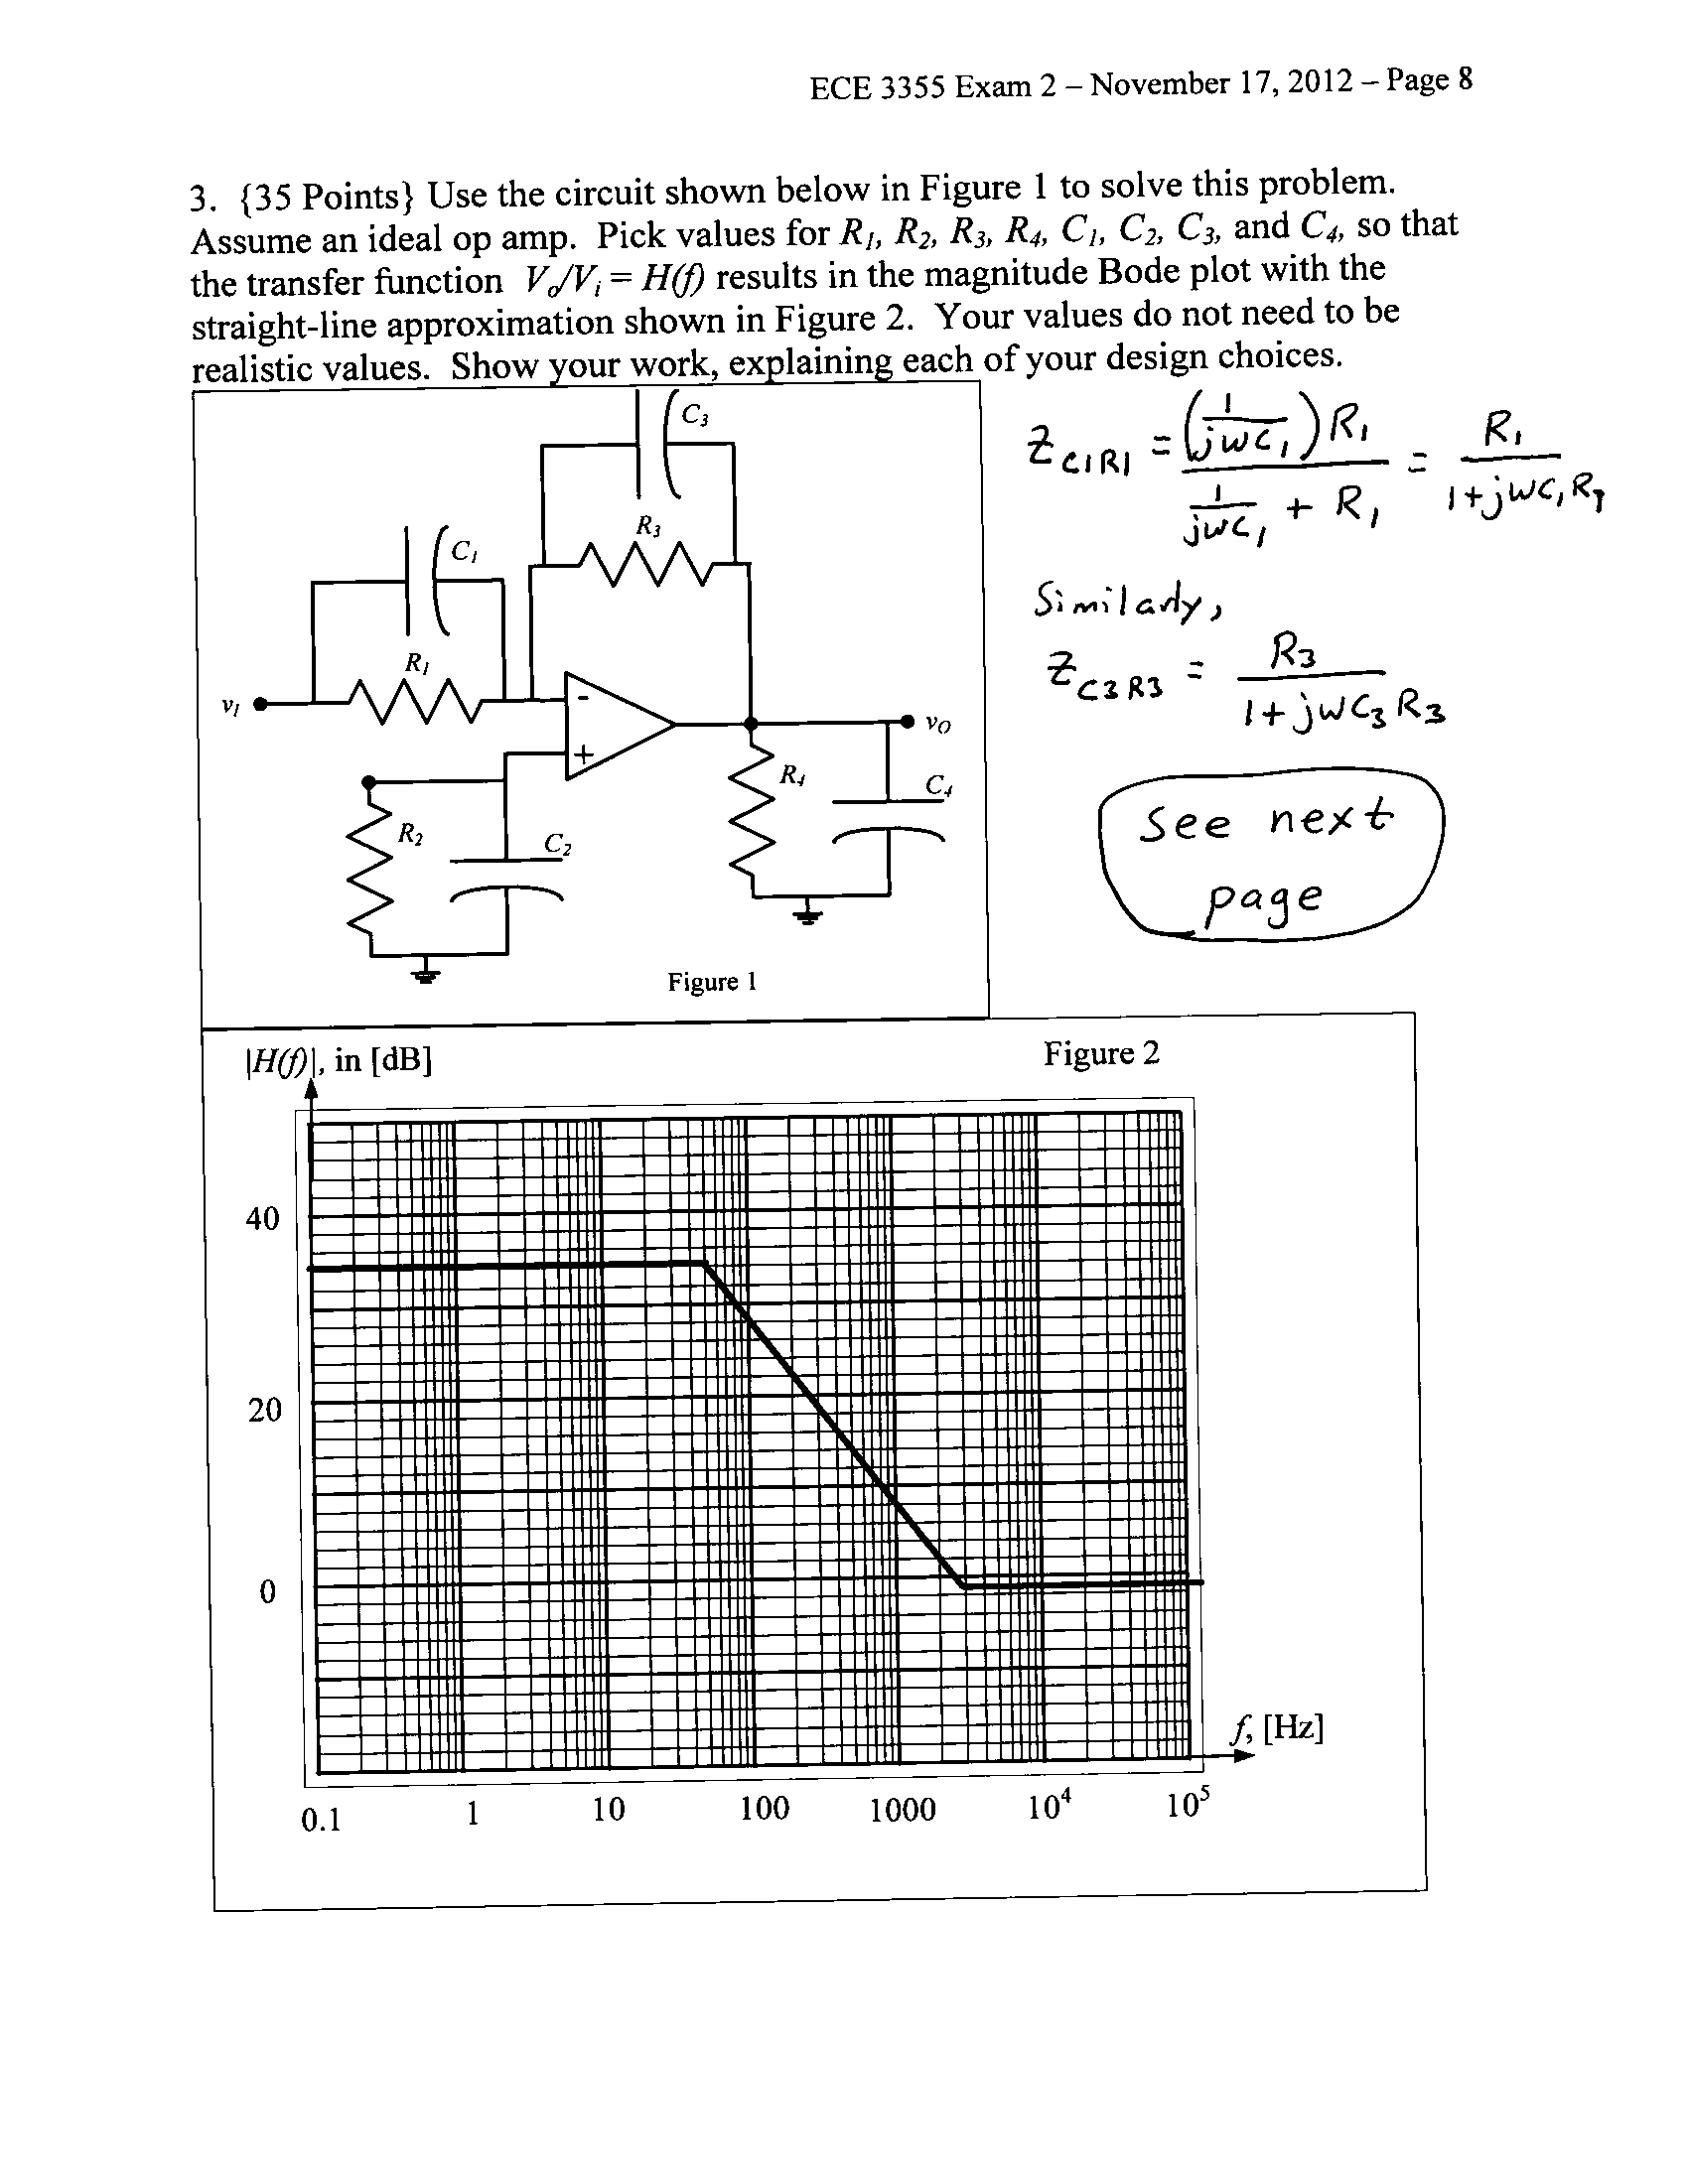 ECE 3355 Exam 2 – November 17, 2012 – Page 8
3. {35 Points} Use the circuit shown below in Figure 1 to solve this problem.
Assume an ideal op amp. Pick values for R1, R2, R3, R4, C1, C2, C3, and C4, so that
the transfer function Vo/Vi = H(f) results in the magnitude Bode plot with the
straight-line approximation shown in Figure 2. Your values do not need to be
realistic values. Show your work, explaining each of your design choices.
C3
R3
C1
R1
vI
-
+
vO
R4
C4
R2
C2
Figure 1
Z_C1R1 = (1/jωC1)R1 / (1/jωC1 + R1) = R1 / (1+jωC1R1)
Similarly,
Z_C3R3 = R3 / (1+jωC3R3)
See next
page
|H(f)|, in [dB]
Figure 2
40
20
0
f, [Hz]
0.1 1 10 100 1000 10⁴ 10⁵